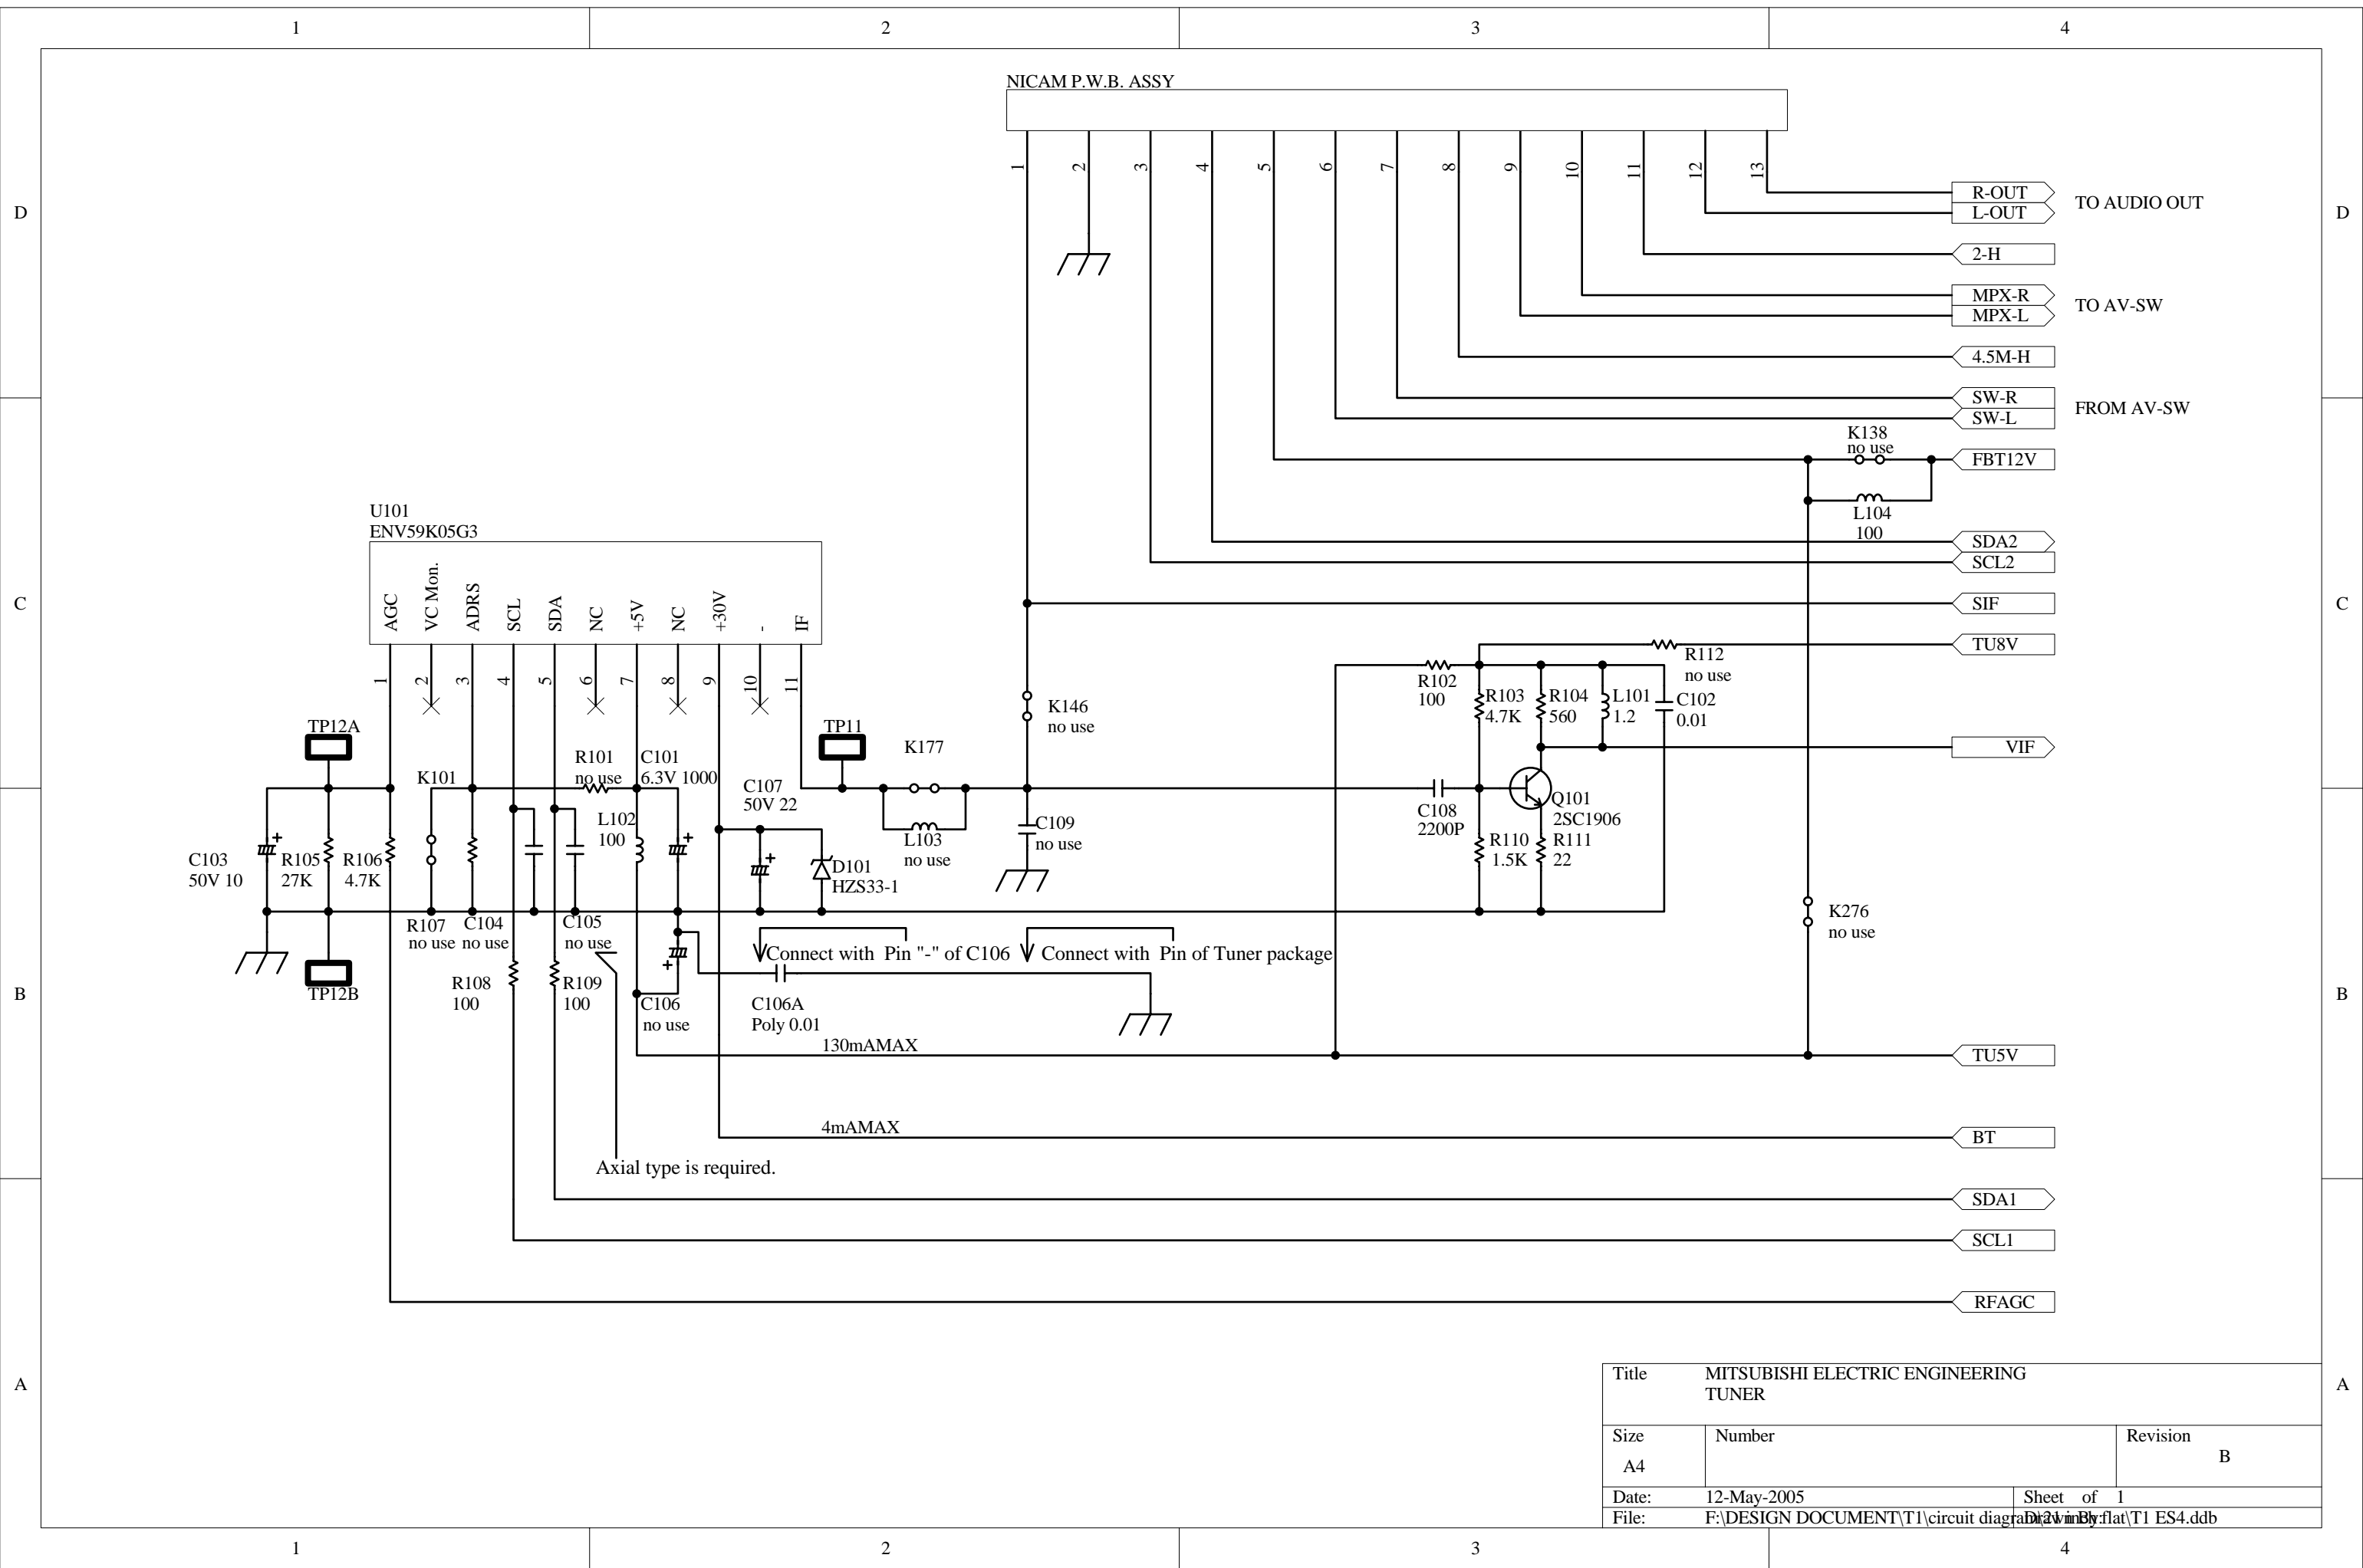 1 2 3 4
NICAM P.W.B. ASSY
1 2 3 4 5 6 7 8 9 10 11 12 13
R-OUT
L-OUT
TO AUDIO OUT
D D
2-H
MPX-R
MPX-L
TO AV-SW
4.5M-H
SW-R
SW-L
FROM AV-SW
K138
no use
FBT12V
L104
100
U101
ENV59K05G3
SDA2
SCL2
AGC
VC Mon.
ADRS
SCL
SDA
NC
+5V
NC
+30V
-
IF
C C
SIF
TU8V
1 2 3 4 5 6 7 8 9 10 11
R112
no use
R102
100
R103
4.7K
R104
560
L101
1.2
C102
0.01
K146
no use
TP12A
TP11
K177
VIF
K101
R101
no use
C101
6.3V 1000
C107
50V 22
L102
100
L103
no use
C109
no use
C108
2200P
Q101
2SC1906
C103
50V 10
R105
27K
R106
4.7K
D101
HZS33-1
R110
1.5K
R111
22
R107
no use
C104
no use
C105
no use
K276
no use
Connect with Pin "-" of C106
Connect with Pin of Tuner package
B B
TP12B
R108
100
R109
100
C106
no use
C106A
Poly 0.01
130mAMAX
TU5V
4mAMAX
BT
Axial type is required.
SDA1
SCL1
RFAGC
A A
Title MITSUBISHI ELECTRIC ENGINEERING
TUNER
Size Number Revision
A4 B
Date: 12-May-2005 Sheet of 1
File: F:\DESIGN DOCUMENT\T1\circuit diagram\21 inch flat\T1 ES4.ddb
Drawn By:
1 2 3 4